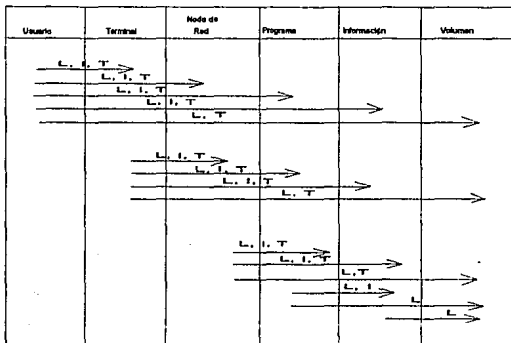 Nodo de
Usuario Terminal Red Programa Información Volumen
L, I, T
L, I, T
L, I, T
L, I, T
L, T
L, I, T
L, I, T
L, I, T
L, T
L, I, T
L, I, T
L,T
L, I
L
L